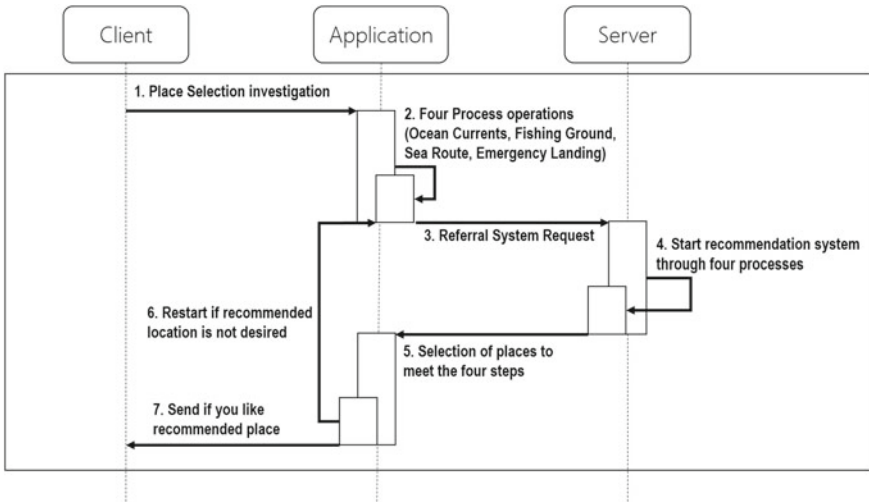 Client
Application
Server
1. Place Selection investigation
2. Four Process operations
(Ocean Currents, Fishing Ground,
Sea Route, Emergency Landing)
3. Referral System Request
4. Start recommendation system
through four processes
6. Restart if recommended
location is not desired
5. Selection of places to
meet the four steps
7. Send if you like
recommended place